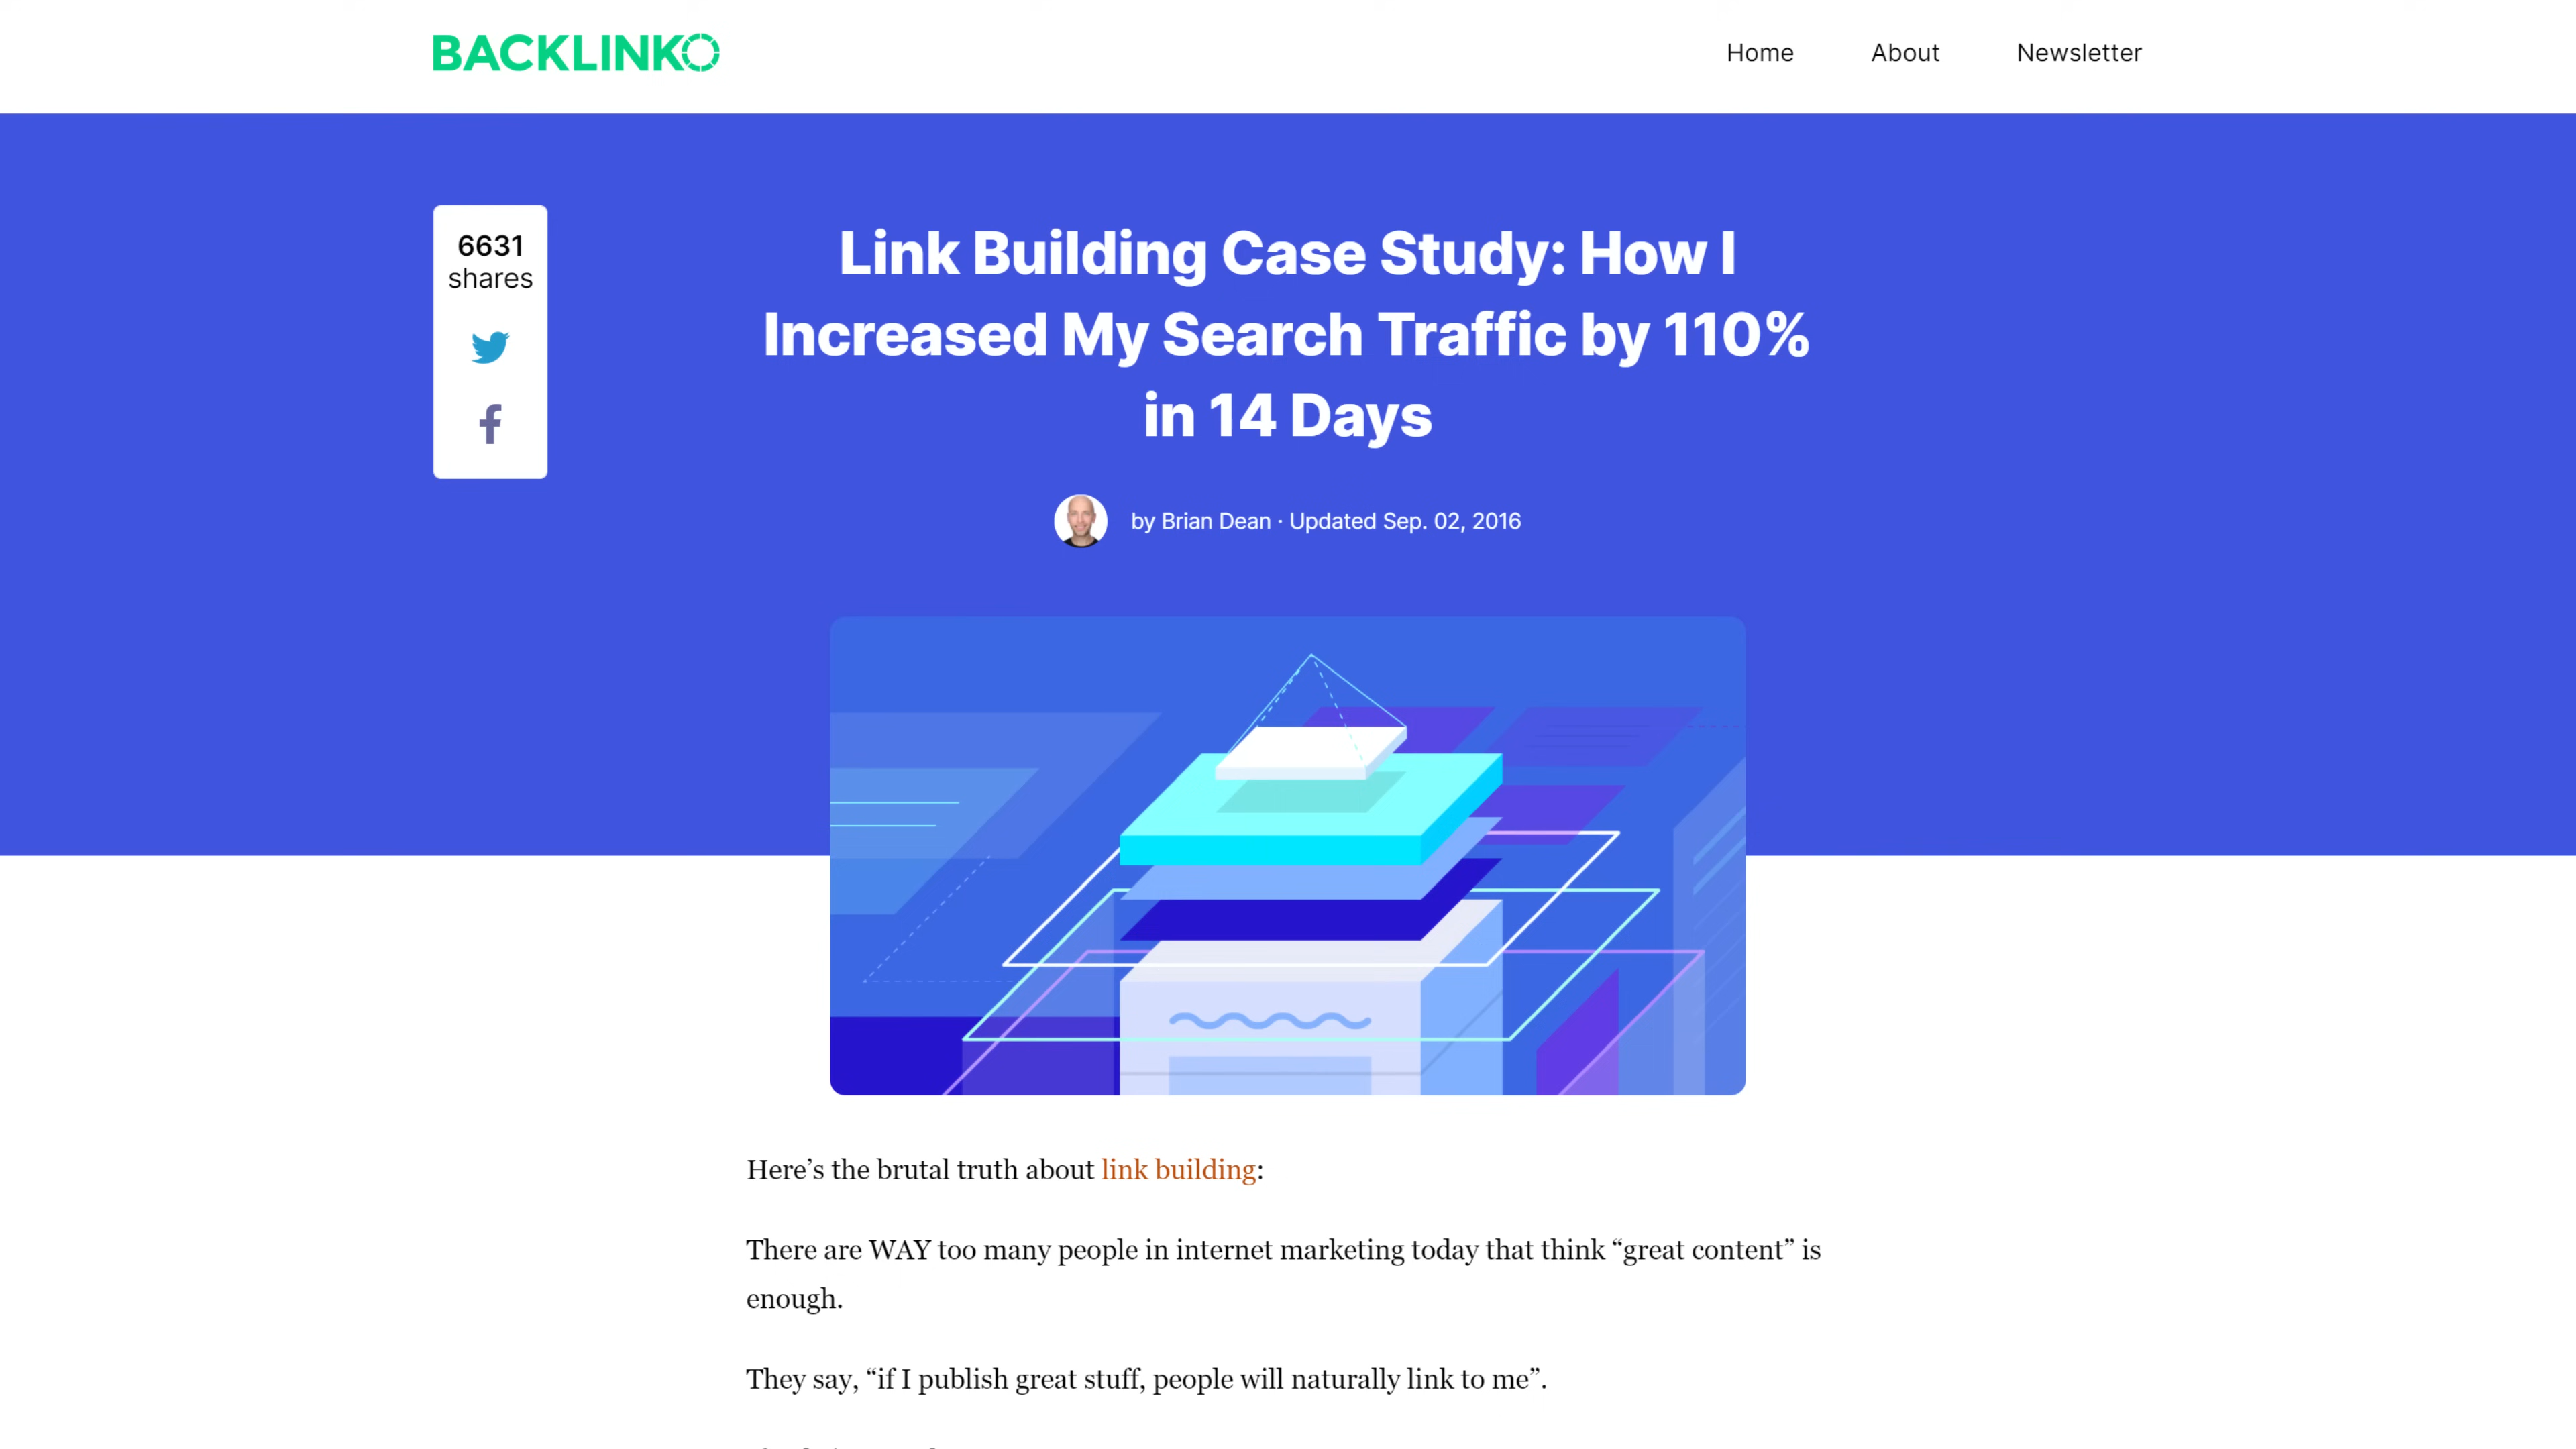 BACKLINKO
Home
About
Newsletter
6631
shares
Link Building Case Study: How I
Increased My Search Traffic by 110%
in 14 Days
by Brian Dean · Updated Sep. 02, 2016
Here’s the brutal truth about link building:
There are WAY too many people in internet marketing today that think “great content” is
enough.
They say, “if I publish great stuff, people will naturally link to me”.